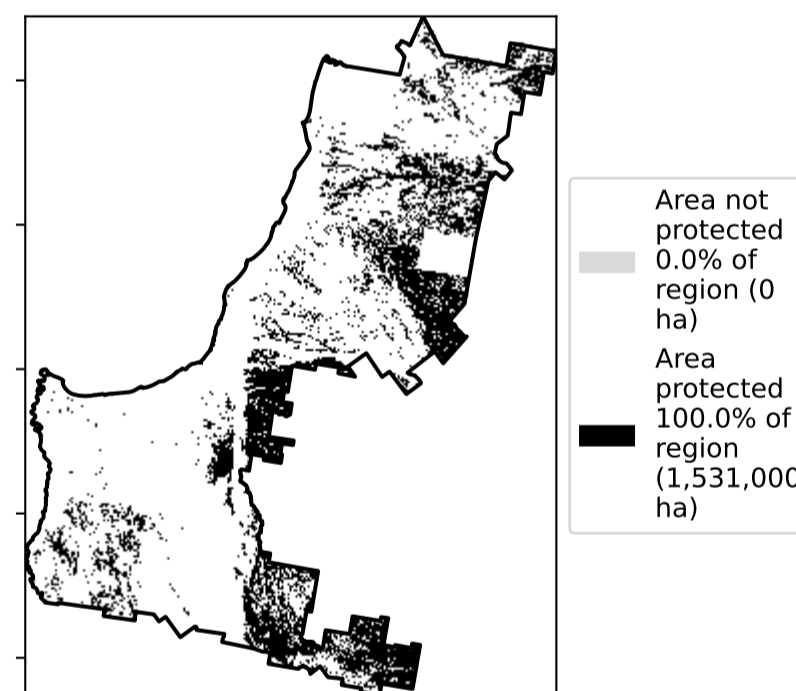 Area not
protected
0.0% of
region (0
ha)
Area
protected
100.0% of
region
(1,531,000
ha)